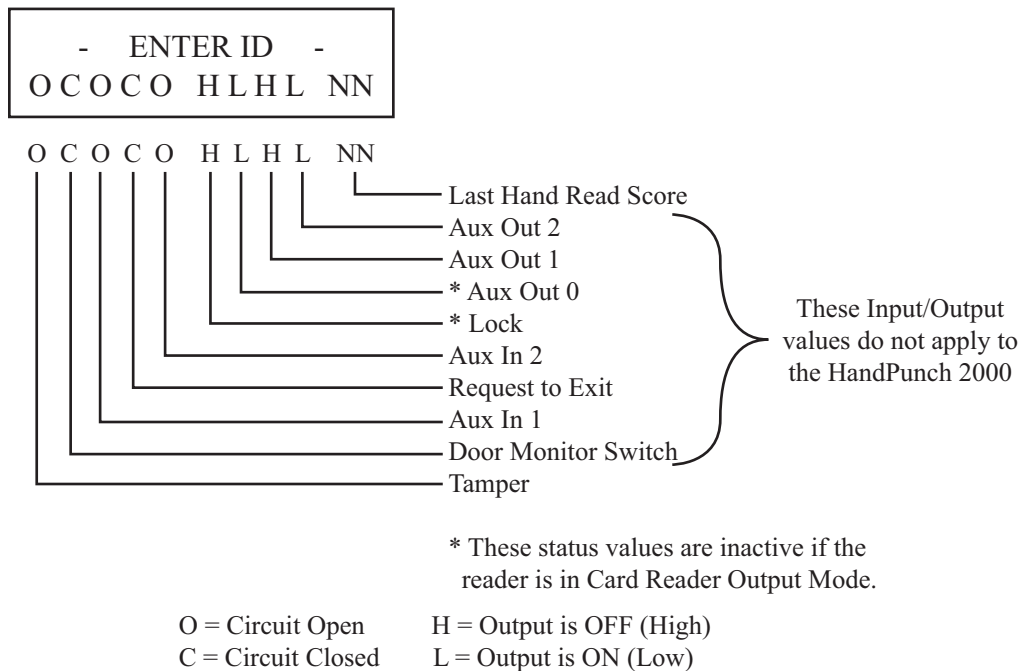 - ENTER ID -
O C O C O H L H L NN
O C O C O H L H L NN
Last Hand Read Score
Aux Out 2
Aux Out 1
* Aux Out 0
* Lock
Aux In 2
Request to Exit
Aux In 1
Door Monitor Switch
Tamper
These Input/Output
values do not apply to
the HandPunch 2000
* These status values are inactive if the
reader is in Card Reader Output Mode.
O = Circuit Open H = Output is OFF (High)
C = Circuit Closed L = Output is ON (Low)